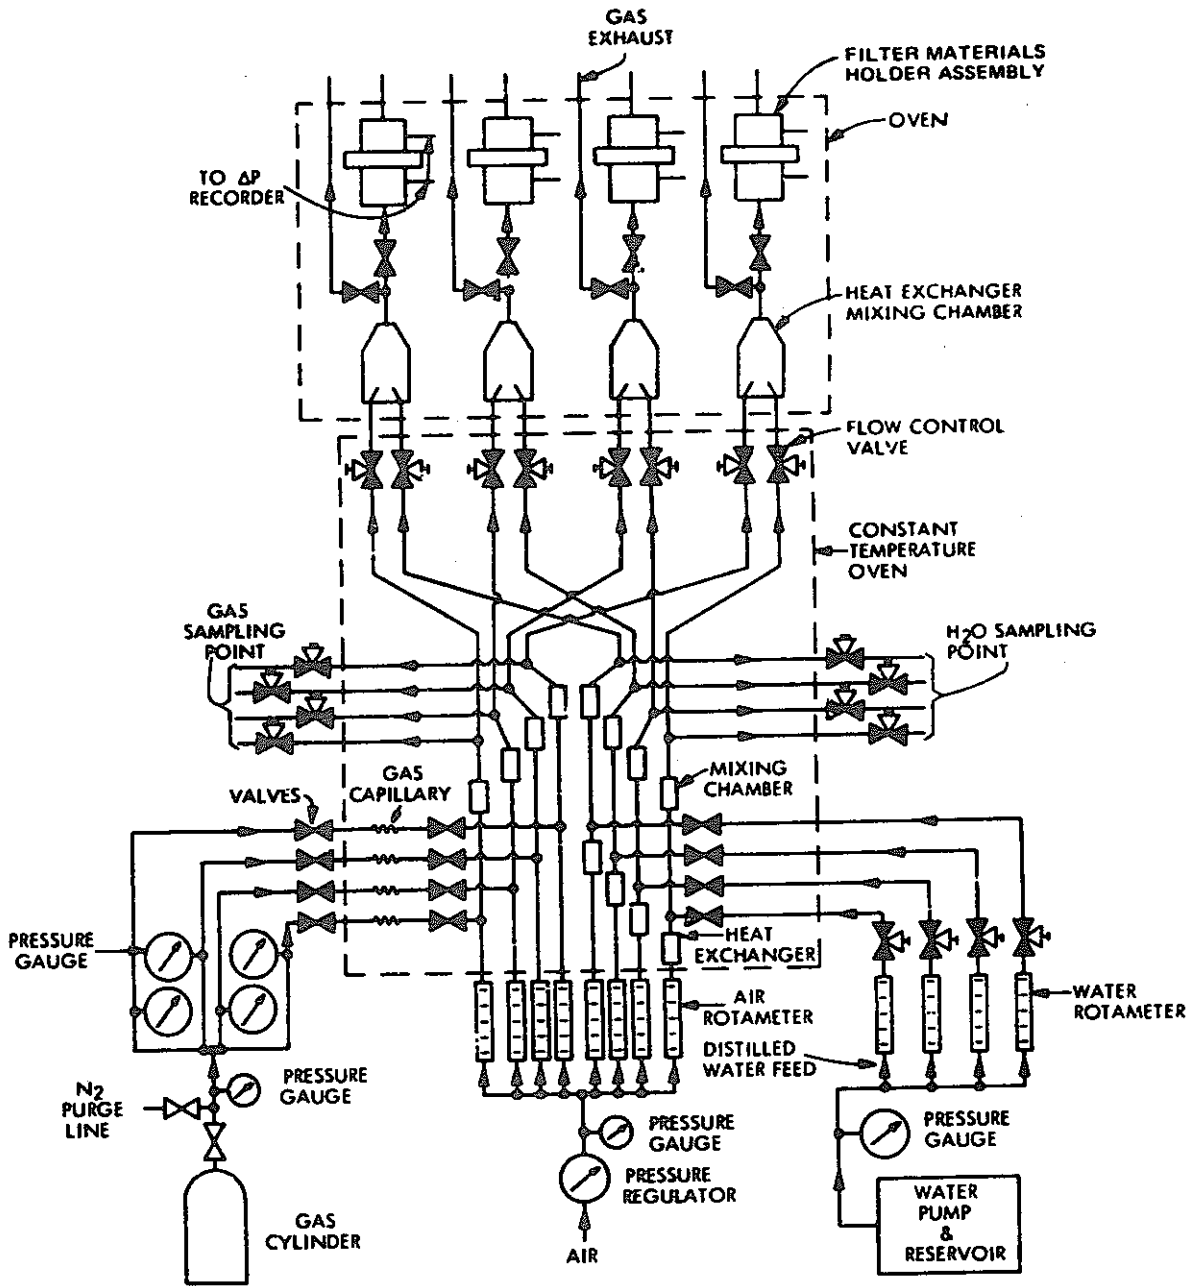 GAS
EXHAUST
FILTER MATERIALS
HOLDER ASSEMBLY
OVEN
TO ΔP
RECORDER
HEAT EXCHANGER
MIXING CHAMBER
FLOW CONTROL
VALVE
CONSTANT
TEMPERATURE
OVEN
GAS
SAMPLING
POINT
H2O SAMPLING
POINT
MIXING
CHAMBER
GAS
CAPILLARY
VALVES
PRESSURE
GAUGE
HEAT
EXCHANGER
AIR
ROTAMETER
WATER
ROTAMETER
DISTILLED
WATER FEED
N2
PURGE
LINE
PRESSURE
GAUGE
PRESSURE
GAUGE
PRESSURE
GAUGE
PRESSURE
REGULATOR
WATER
PUMP
&
RESERVOIR
GAS
CYLINDER
AIR